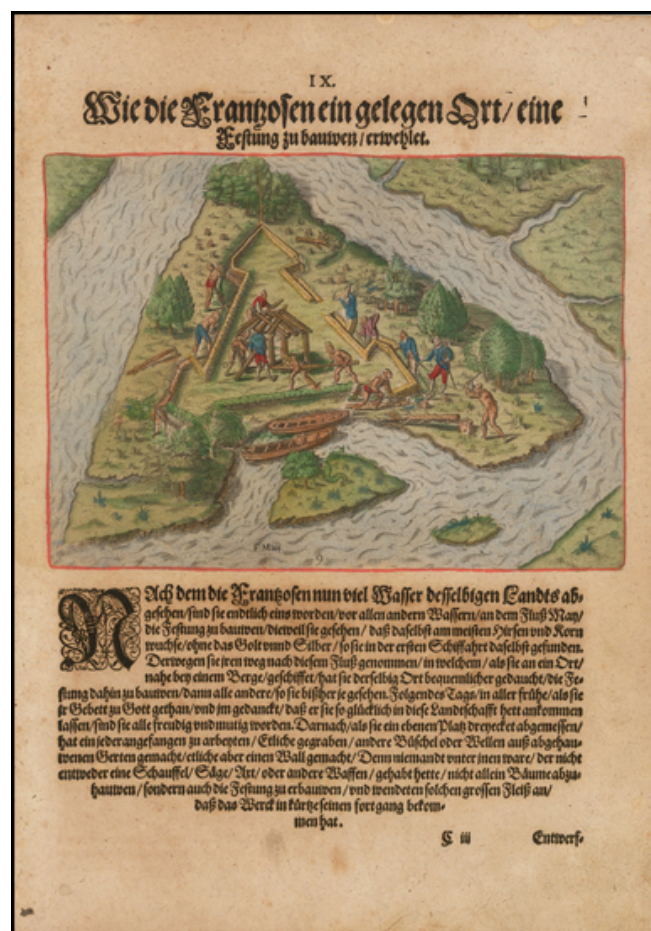 IX.
Wie die Frantzosen ein gelegen Ort / eine
Festung zu bauwen / erwehlet.
F. Maii
9
NAch dem die Frantzosen nun viel Wasser desselbigen Landts ab-
gesehen / sind sie endlich eins worden / vor allen andern Wassern / an dem Fluß May /
die Festung zu bauwen / dieweil sie gesehen / daß daselbst am meisten Hirsen vnd Korn
wuchse / ohne das Golt vnnd Silber / so sie in der ersten Schiffahrt daselbst gefunden.
Derwegen sie jren weg nach diesem Fluß genommen / in welchem / als sie an ein Ort /
nahe bey einem Berge / geschiffet / hat sie derselbig Ort bequemlicher gedaucht / die Fe-
stung dahin zu bauwen / dann alle andere / so sie bißher je gesehen. Folgendes Tags / in aller frühe / als sie
jr Gebett zu Gott gethan / vnd jm gedanckt / daß er sie so glücklich in diese Landtschafft hett ankommen
lassen / sind sie alle freudig vnd mutig worden. Darnach / als sie ein ebenen Platz dreyecket abgemessen /
hat ein jeder angefangen zu arbeyten / Etliche gegraben / andere Büschel oder Wellen auß abgehau-
wenen Gerten gemacht / etliche aber einen Wall gemacht / Denn niemandt vnter jnen ware / der nicht
entweder eine Schauffel / Säge / Axt / oder andere Waffen / gehabt hette / nicht allein Bäume abzu-
hauwen / sondern auch die Festung zu erbauwen / vnd wendeten solchen grossen Fleiß an /
daß das Werck in kürtze seinen fortgang bekom-
men hat.
C iii Entwerf-